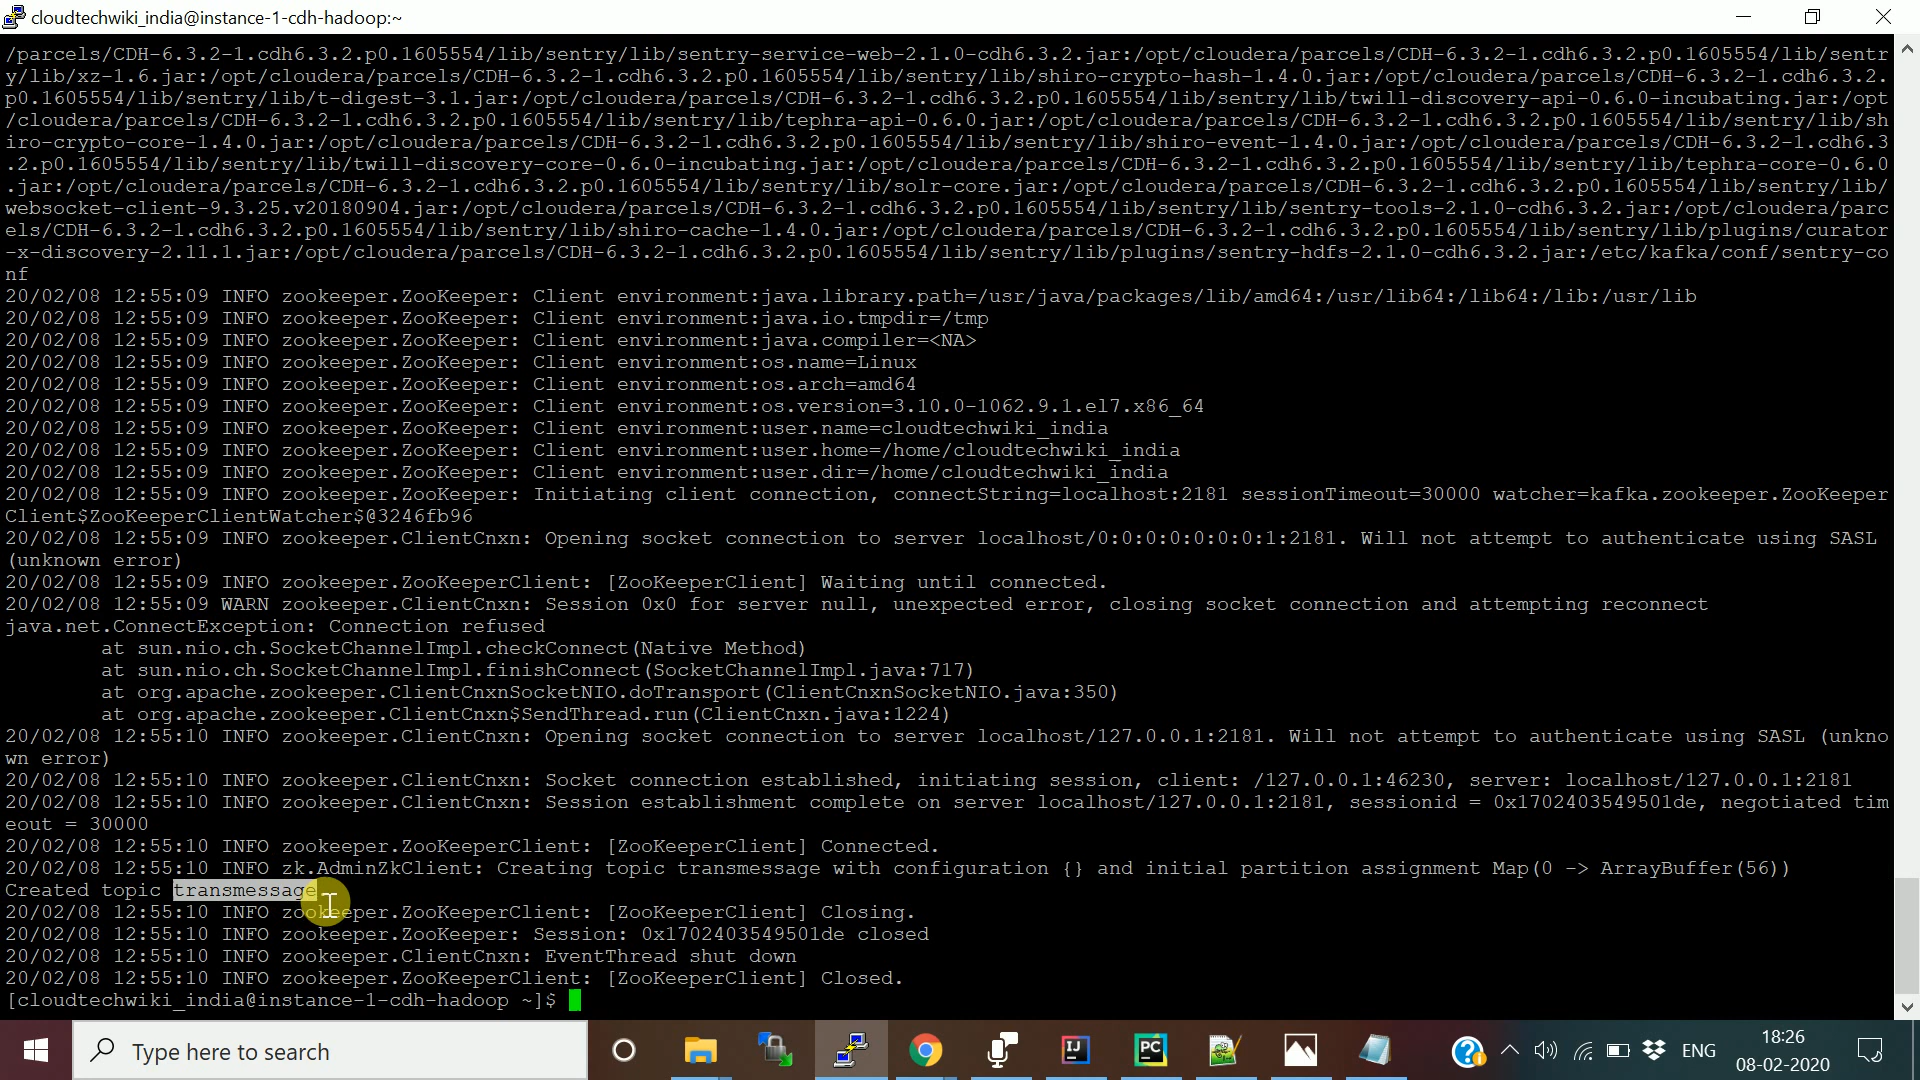 cloudtechwiki_india@instance-1-cdh-hadoop:~
/parcels/CDH-6.3.2-1.cdh6.3.2.p0.1605554/lib/sentry/lib/sentry-service-web-2.1.0-cdh6.3.2.jar:/opt/cloudera/parcels/CDH-6.3.2-1.cdh6.3.2.p0.1605554/lib/sentr
y/lib/xz-1.6.jar:/opt/cloudera/parcels/CDH-6.3.2-1.cdh6.3.2.p0.1605554/lib/sentry/lib/shiro-crypto-hash-1.4.0.jar:/opt/cloudera/parcels/CDH-6.3.2-1.cdh6.3.2.
p0.1605554/lib/sentry/lib/t-digest-3.1.jar:/opt/cloudera/parcels/CDH-6.3.2-1.cdh6.3.2.p0.1605554/lib/sentry/lib/twill-discovery-api-0.6.0-incubating.jar:/opt
/cloudera/parcels/CDH-6.3.2-1.cdh6.3.2.p0.1605554/lib/sentry/lib/tephra-api-0.6.0.jar:/opt/cloudera/parcels/CDH-6.3.2-1.cdh6.3.2.p0.1605554/lib/sentry/lib/sh
iro-crypto-core-1.4.0.jar:/opt/cloudera/parcels/CDH-6.3.2-1.cdh6.3.2.p0.1605554/lib/sentry/lib/shiro-event-1.4.0.jar:/opt/cloudera/parcels/CDH-6.3.2-1.cdh6.3
.2.p0.1605554/lib/sentry/lib/twill-discovery-core-0.6.0-incubating.jar:/opt/cloudera/parcels/CDH-6.3.2-1.cdh6.3.2.p0.1605554/lib/sentry/lib/tephra-core-0.6.0
.jar:/opt/cloudera/parcels/CDH-6.3.2-1.cdh6.3.2.p0.1605554/lib/sentry/lib/solr-core.jar:/opt/cloudera/parcels/CDH-6.3.2-1.cdh6.3.2.p0.1605554/lib/sentry/lib/
websocket-client-9.3.25.v20180904.jar:/opt/cloudera/parcels/CDH-6.3.2-1.cdh6.3.2.p0.1605554/lib/sentry/lib/sentry-tools-2.1.0-cdh6.3.2.jar:/opt/cloudera/parc
els/CDH-6.3.2-1.cdh6.3.2.p0.1605554/lib/sentry/lib/shiro-cache-1.4.0.jar:/opt/cloudera/parcels/CDH-6.3.2-1.cdh6.3.2.p0.1605554/lib/sentry/lib/plugins/curator
-x-discovery-2.11.1.jar:/opt/cloudera/parcels/CDH-6.3.2-1.cdh6.3.2.p0.1605554/lib/sentry/lib/plugins/sentry-hdfs-2.1.0-cdh6.3.2.jar:/etc/kafka/conf/sentry-co
nf
20/02/08 12:55:09 INFO zookeeper.ZooKeeper: Client environment:java.library.path=/usr/java/packages/lib/amd64:/usr/lib64:/lib64:/lib:/usr/lib
20/02/08 12:55:09 INFO zookeeper.ZooKeeper: Client environment:java.io.tmpdir=/tmp
20/02/08 12:55:09 INFO zookeeper.ZooKeeper: Client environment:java.compiler=<NA>
20/02/08 12:55:09 INFO zookeeper.ZooKeeper: Client environment:os.name=Linux
20/02/08 12:55:09 INFO zookeeper.ZooKeeper: Client environment:os.arch=amd64
20/02/08 12:55:09 INFO zookeeper.ZooKeeper: Client environment:os.version=3.10.0-1062.9.1.el7.x86_64
20/02/08 12:55:09 INFO zookeeper.ZooKeeper: Client environment:user.name=cloudtechwiki_india
20/02/08 12:55:09 INFO zookeeper.ZooKeeper: Client environment:user.home=/home/cloudtechwiki_india
20/02/08 12:55:09 INFO zookeeper.ZooKeeper: Client environment:user.dir=/home/cloudtechwiki_india
20/02/08 12:55:09 INFO zookeeper.ZooKeeper: Initiating client connection, connectString=localhost:2181 sessionTimeout=30000 watcher=kafka.zookeeper.ZooKeeper
Client$ZooKeeperClientWatcher$@3246fb96
20/02/08 12:55:09 INFO zookeeper.ClientCnxn: Opening socket connection to server localhost/0:0:0:0:0:0:0:1:2181. Will not attempt to authenticate using SASL
(unknown error)
20/02/08 12:55:09 INFO zookeeper.ZooKeeperClient: [ZooKeeperClient] Waiting until connected.
20/02/08 12:55:09 WARN zookeeper.ClientCnxn: Session 0x0 for server null, unexpected error, closing socket connection and attempting reconnect
java.net.ConnectException: Connection refused
at sun.nio.ch.SocketChannelImpl.checkConnect(Native Method)
at sun.nio.ch.SocketChannelImpl.finishConnect(SocketChannelImpl.java:717)
at org.apache.zookeeper.ClientCnxnSocketNIO.doTransport(ClientCnxnSocketNIO.java:350)
at org.apache.zookeeper.ClientCnxn$SendThread.run(ClientCnxn.java:1224)
20/02/08 12:55:10 INFO zookeeper.ClientCnxn: Opening socket connection to server localhost/127.0.0.1:2181. Will not attempt to authenticate using SASL (unkno
wn error)
20/02/08 12:55:10 INFO zookeeper.ClientCnxn: Socket connection established, initiating session, client: /127.0.0.1:46230, server: localhost/127.0.0.1:2181
20/02/08 12:55:10 INFO zookeeper.ClientCnxn: Session establishment complete on server localhost/127.0.0.1:2181, sessionid = 0x1702403549501de, negotiated tim
eout = 30000
20/02/08 12:55:10 INFO zookeeper.ZooKeeperClient: [ZooKeeperClient] Connected.
20/02/08 12:55:10 INFO zk.AdminZkClient: Creating topic transmessage with configuration {} and initial partition assignment Map(0 -> ArrayBuffer(56))
Created topic transmessage
20/02/08 12:55:10 INFO zookeeper.ZooKeeperClient: [ZooKeeperClient] Closing.
20/02/08 12:55:10 INFO zookeeper.ZooKeeper: Session: 0x1702403549501de closed
20/02/08 12:55:10 INFO zookeeper.ClientCnxn: EventThread shut down
20/02/08 12:55:10 INFO zookeeper.ZooKeeperClient: [ZooKeeperClient] Closed.
[cloudtechwiki_india@instance-1-cdh-hadoop ~]$
Type here to search
IJ
PC
ENG
18:26
08-02-2020